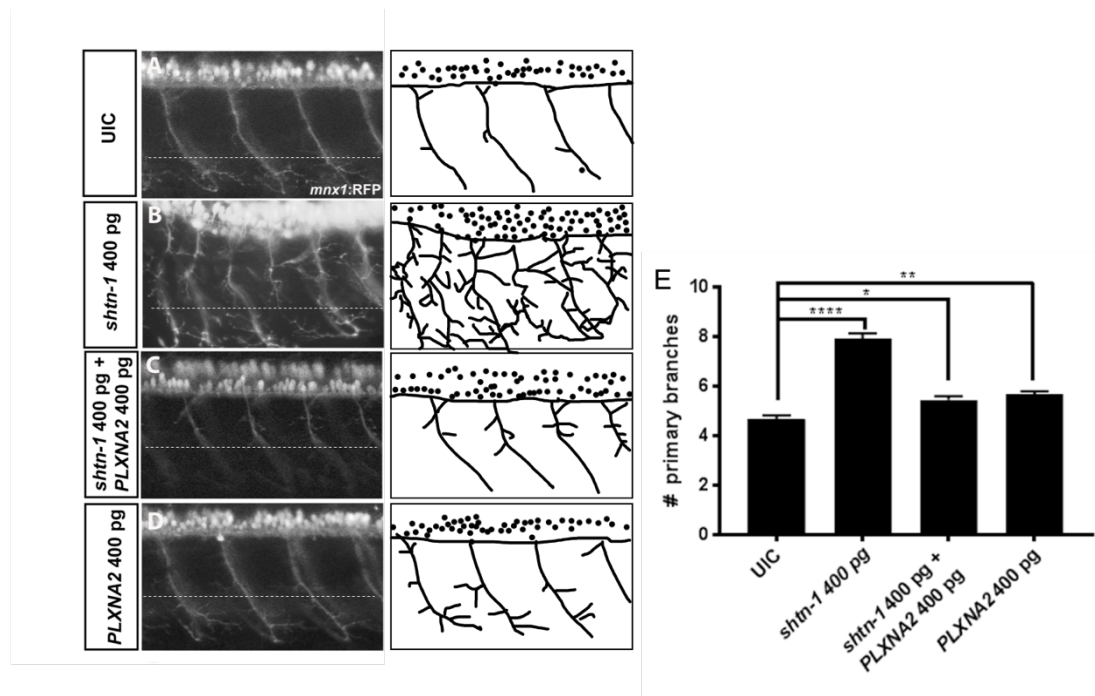 A
UIC
mnx1:RFP
B
shtn-1 400 pg
C
shtn-1 400 pg +
PLXNA2 400 pg
D
PLXNA2 400 pg
E
# primary branches
10
8
6
4
2
0
**
*
****
UIC
shtn-1 400 pg
shtn-1 400 pg +
PLXNA2 400 pg
PLXNA2 400 pg